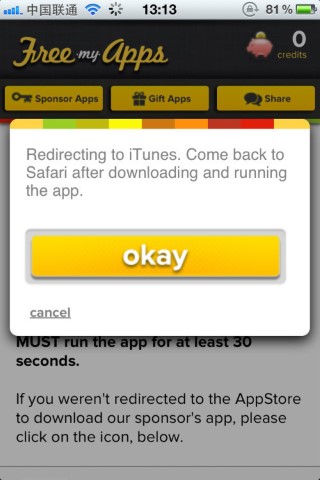 中国联通 13:13 81%
Free my Apps 0
credits
Sponsor Apps Gift Apps Share
Redirecting to iTunes. Come back to
Safari after downloading and running
the app.
okay
cancel
MUST run the app for at least 30
seconds.
If you weren't redirected to the AppStore
to download our sponsor's app, please
click on the icon, below.